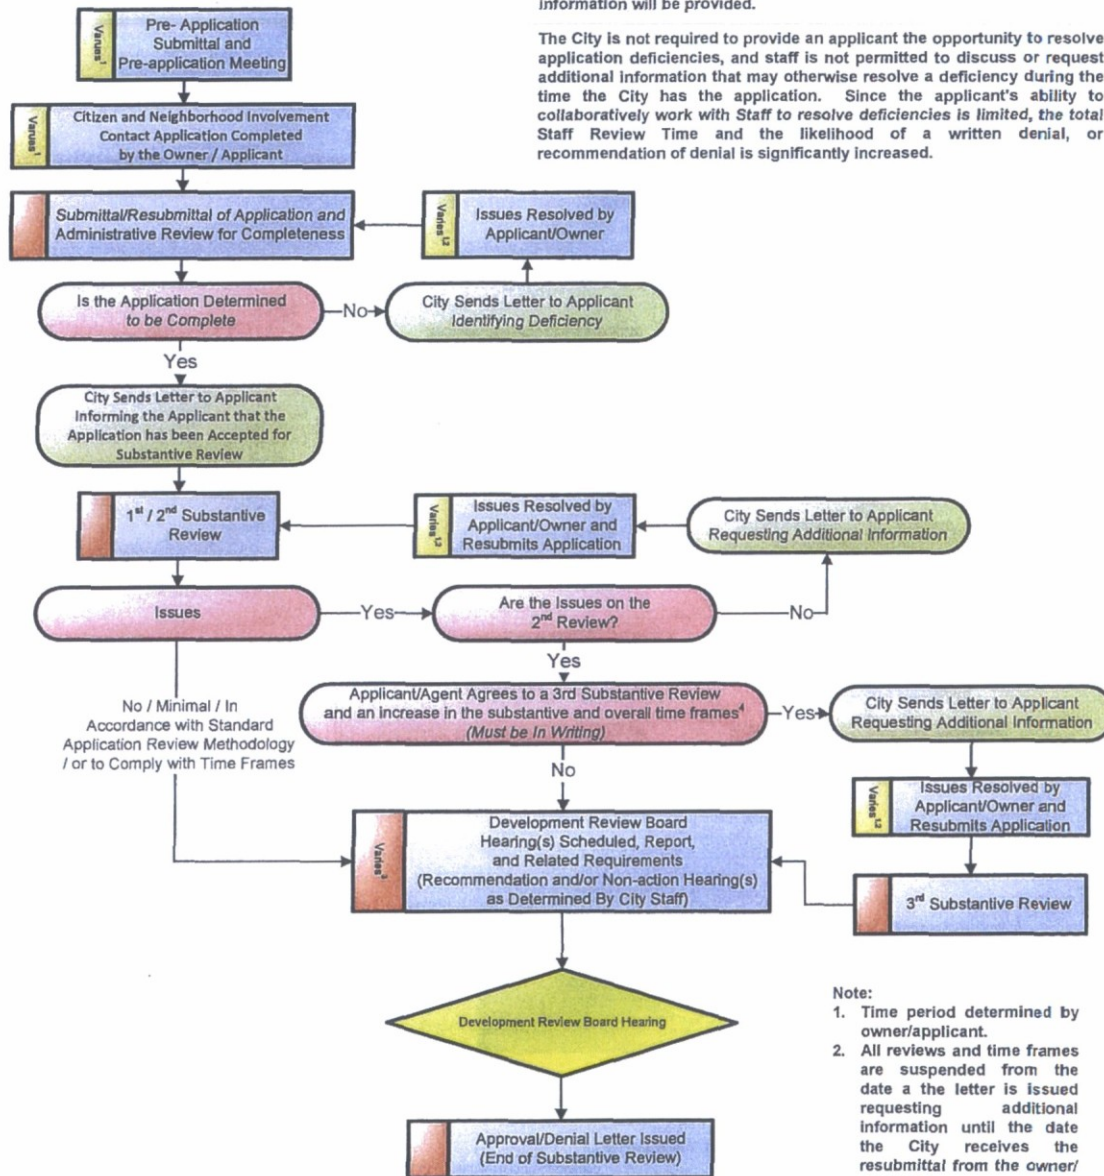 information will be provided.
The City is not required to provide an applicant the opportunity to resolve
application deficiencies, and staff is not permitted to discuss or request
additional information that may otherwise resolve a deficiency during the
time the City has the application. Since the applicant's ability to
collaboratively work with Staff to resolve deficiencies is limited, the total
Staff Review Time and the likelihood of a written denial, or
recommendation of denial is significantly increased.
Varies¹
Pre- Application
Submittal and
Pre-application Meeting
Varies¹
Citizen and Neighborhood Involvement
Contact Application Completed
by the Owner / Applicant
Submittal/Resubmittal of Application and
Administrative Review for Completeness
Varies¹,²
Issues Resolved by
Applicant/Owner
Is the Application Determined
to be Complete
No
City Sends Letter to Applicant
Identifying Deficiency
Yes
City Sends Letter to Applicant
Informing the Applicant that the
Application has been Accepted for
Substantive Review
1st / 2nd Substantive
Review
Varies¹,²
Issues Resolved by
Applicant/Owner and
Resubmits Application
City Sends Letter to Applicant
Requesting Additional Information
Issues
Yes
Are the Issues on the
2nd Review?
No
Yes
No / Minimal / In
Accordance with Standard
Application Review Methodology
/ or to Comply with Time Frames
Applicant/Agent Agrees to a 3rd Substantive Review
and an increase in the substantive and overall time frames⁴
(Must be In Writing)
Yes
City Sends Letter to Applicant
Requesting Additional Information
No
Varies¹,²
Issues Resolved by
Applicant/Owner and
Resubmits Application
Varies³
Development Review Board
Hearing(s) Scheduled, Report,
and Related Requirements
(Recommendation and/or Non-action Hearing(s)
as Determined By City Staff)
3rd Substantive Review
Development Review Board Hearing
Approval/Denial Letter Issued
(End of Substantive Review)
Note:
1. Time period determined by
owner/applicant.
2. All reviews and time frames
are suspended from the
date a the letter is issued
requesting additional
information until the date
the City receives the
resubmittal from the owner/